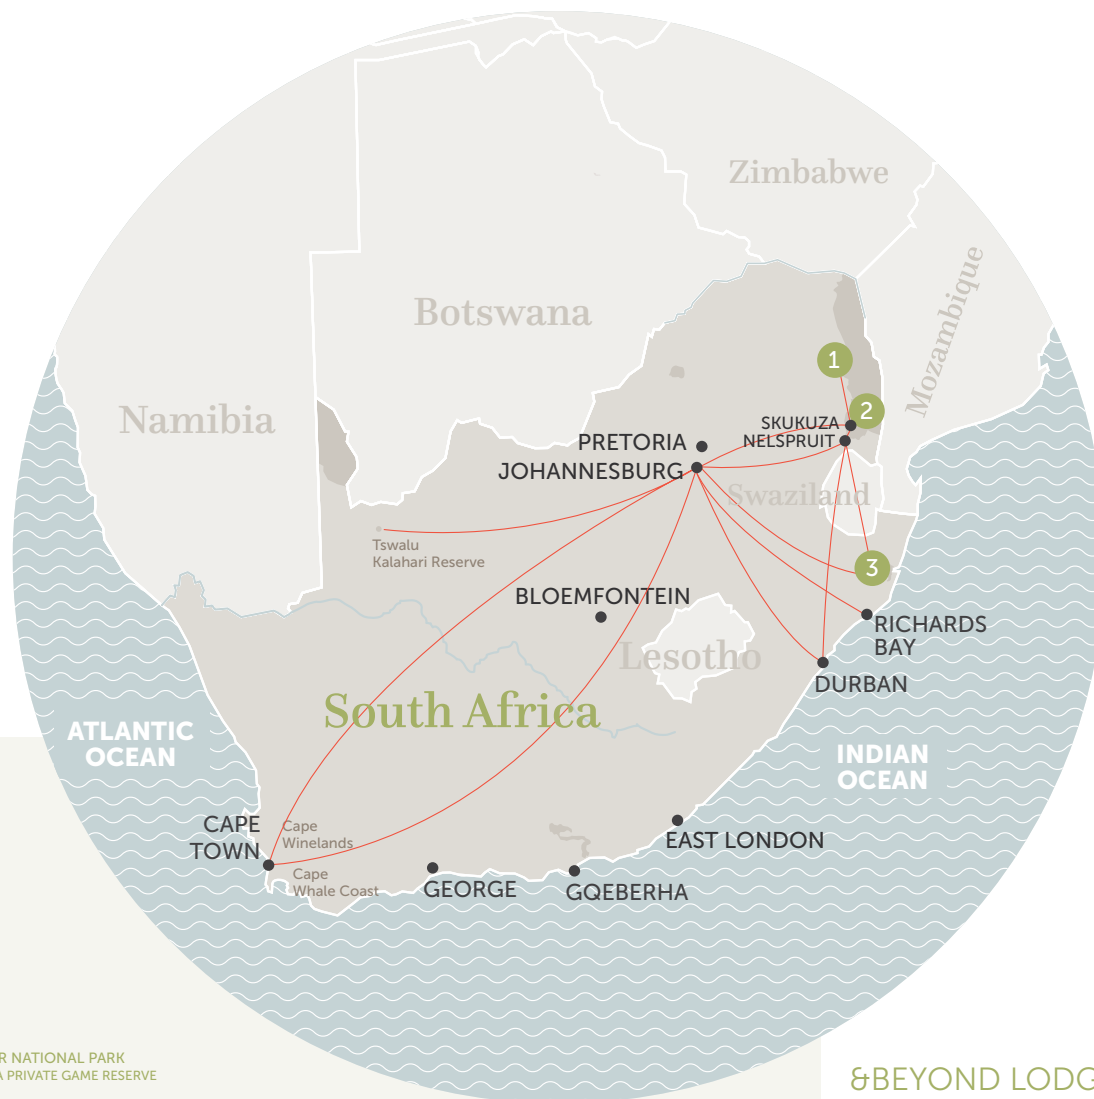 Zimbabwe
Botswana
Mozambique
Namibia
1
2
SKUKUZA
NELSPRUIT
PRETORIA
JOHANNESBURG
Swaziland
Tswalu
Kalahari Reserve
3
BLOEMFONTEIN
RICHARDS
BAY
Lesotho
DURBAN
South Africa
ATLANTIC
OCEAN
INDIAN
OCEAN
CAPE
TOWN
Cape
Winelands
EAST LONDON
Cape
Whale Coast
GEORGE
GQEBERHA
R NATIONAL PARK
A PRIVATE GAME RESERVE
&BEYOND LODG